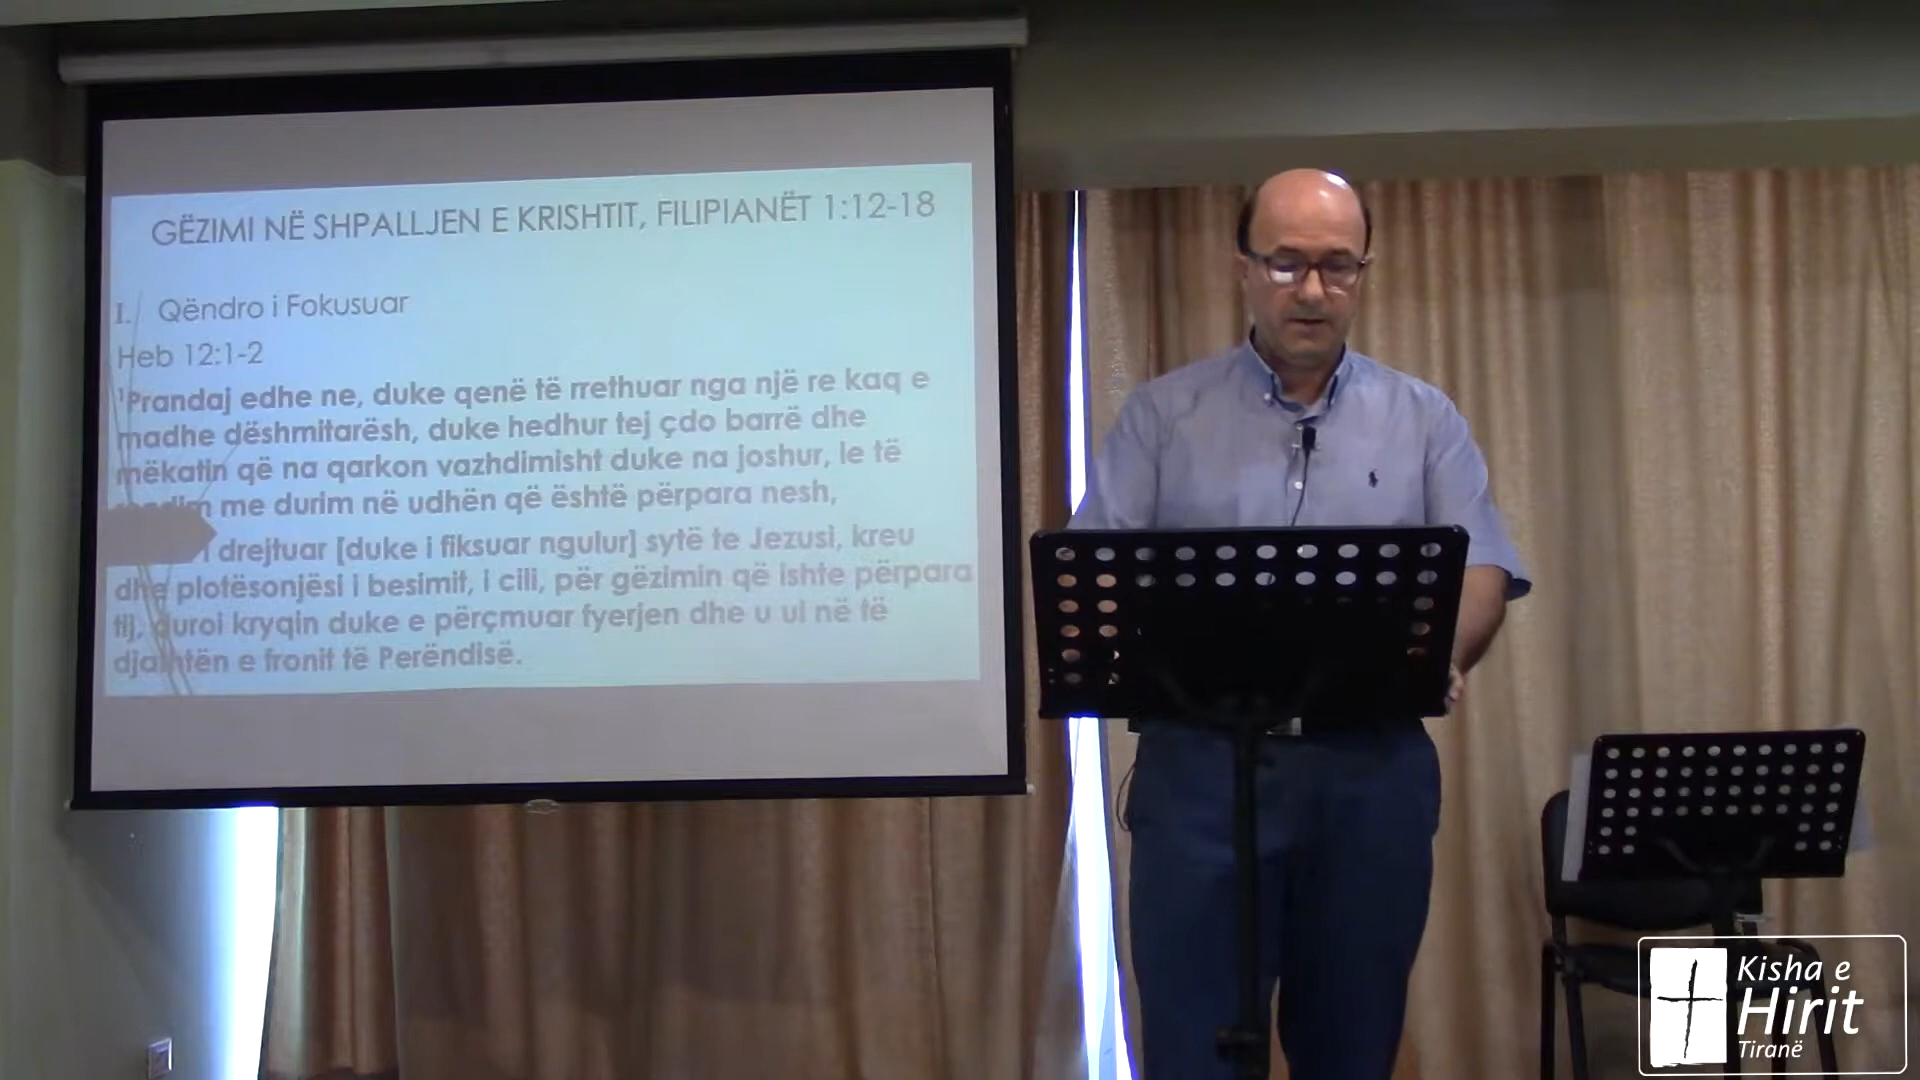 GËZIMI NË SHPALLJEN E KRISHTIT, FILIPIANËT 1:12-18
I. Qëndro i Fokusuar
Heb 12:1-2
¹Prandaj edhe ne, duke qenë të rrethuar nga një re kaq e
madhe dëshmitarësh, duke hedhur tej çdo barrë dhe
mëkatin që na qarkon vazhdimisht duke na joshur, le të
me durim në udhën që është përpara nesh,
drejtuar [duke i fiksuar ngulur] sytë te Jezusi, kreu
dhe plotësonjësi i besimit, i cili, për gëzimin që ishte përpara
tij, duroi kryqin duke e përçmuar fyerjen dhe u ul në të
djathtën e fronit të Perëndisë.
Kisha e
Hirit
Tiranë